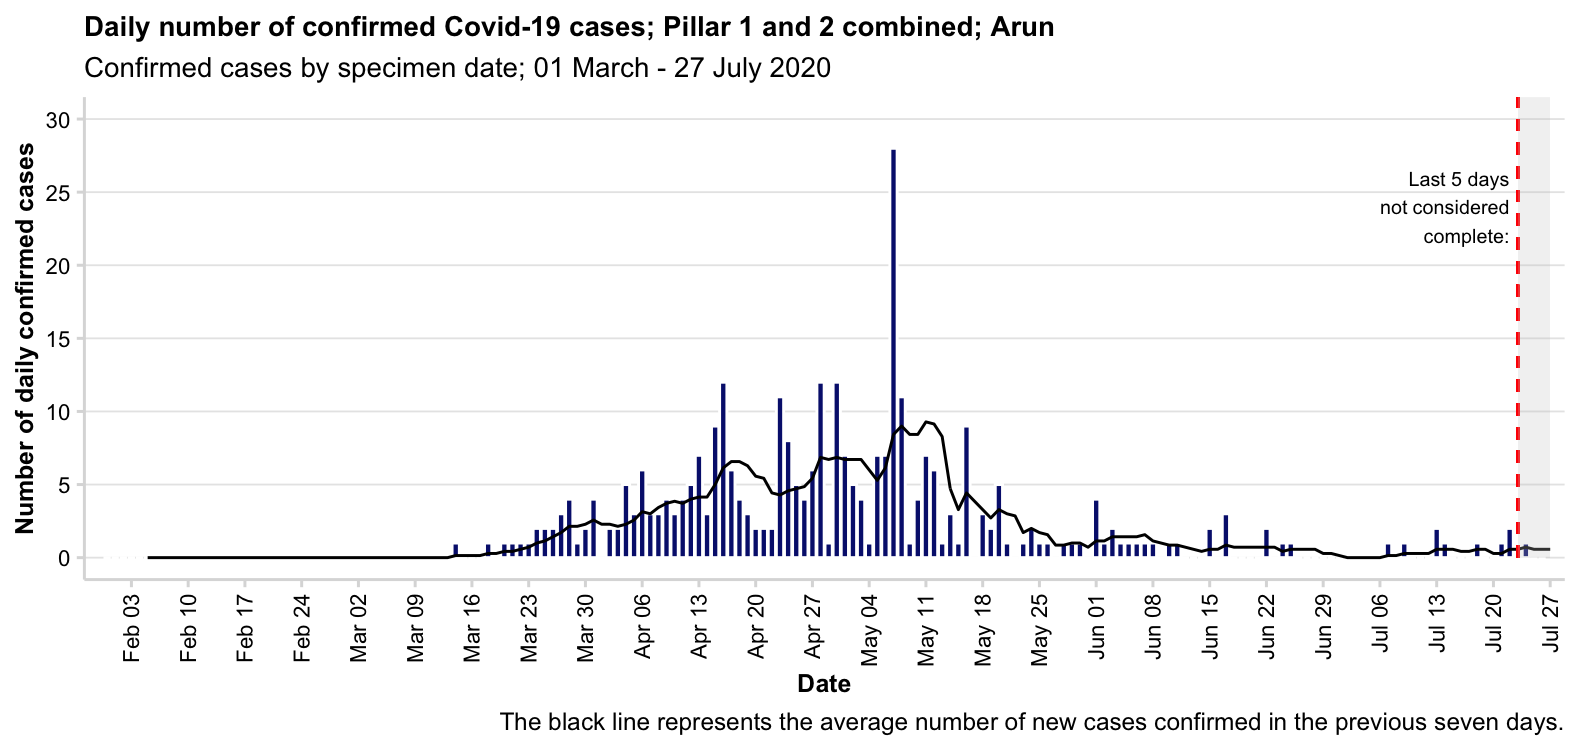 Daily number of confirmed Covid-19 cases; Pillar 1 and 2 combined; Arun
Confirmed cases by specimen date; 01 March - 27 July 2020
Number of daily confirmed cases
30
25
20
15
10
5
0
Last 5 days
not considered
complete:
Feb 03
Feb 10
Feb 17
Feb 24
Mar 02
Mar 09
Mar 16
Mar 23
Mar 30
Apr 06
Apr 13
Apr 20
Apr 27
May 04
May 11
May 18
May 25
Jun 01
Jun 08
Jun 15
Jun 22
Jun 29
Jul 06
Jul 13
Jul 20
Jul 27
Date
The black line represents the average number of new cases confirmed in the previous seven days.